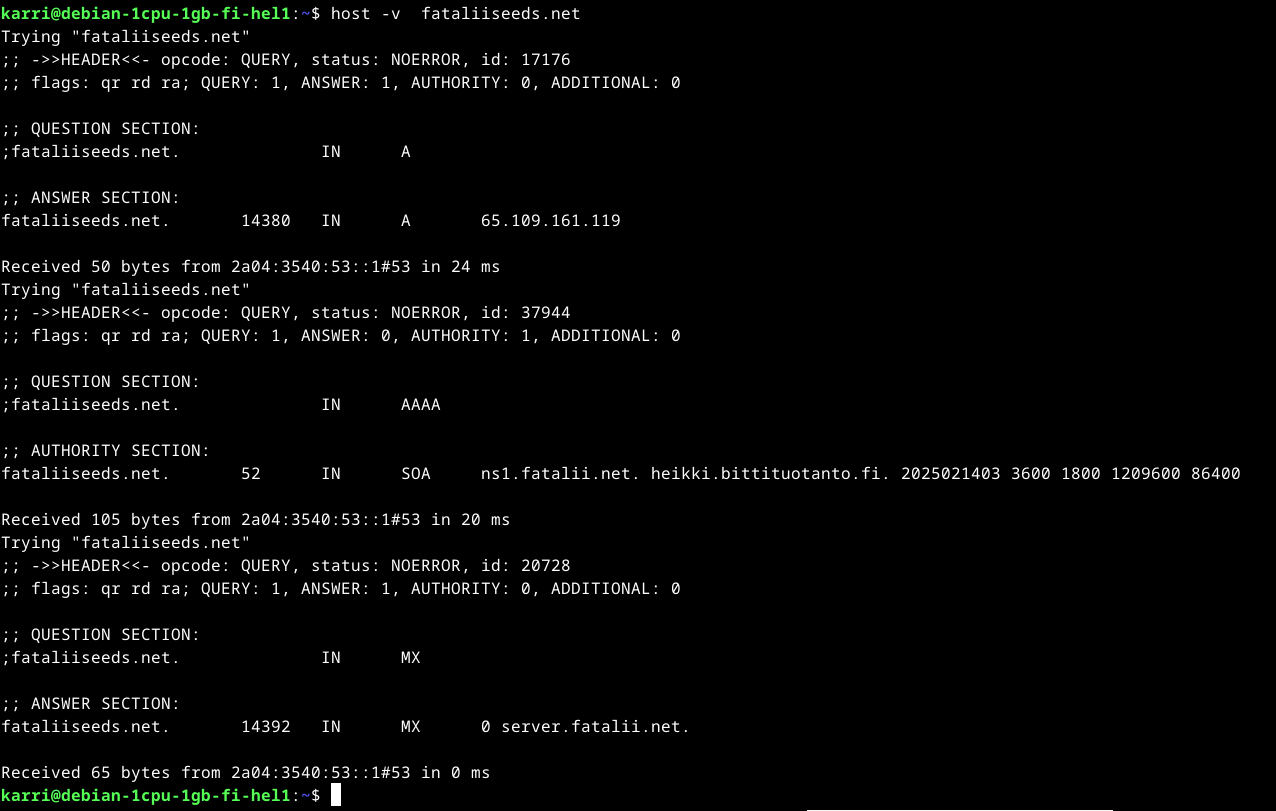 karri@debian-1cpu-1gb-fi-hel1:~$ host -v  fataliiseeds.net
Trying "fataliiseeds.net"
;; ->>HEADER<<- opcode: QUERY, status: NOERROR, id: 17176
;; flags: qr rd ra; QUERY: 1, ANSWER: 1, AUTHORITY: 0, ADDITIONAL: 0

;; QUESTION SECTION:
;fataliiseeds.net.              IN      A

;; ANSWER SECTION:
fataliiseeds.net.       14380   IN      A       65.109.161.119

Received 50 bytes from 2a04:3540:53::1#53 in 24 ms
Trying "fataliiseeds.net"
;; ->>HEADER<<- opcode: QUERY, status: NOERROR, id: 37944
;; flags: qr rd ra; QUERY: 1, ANSWER: 0, AUTHORITY: 1, ADDITIONAL: 0

;; QUESTION SECTION:
;fataliiseeds.net.              IN      AAAA

;; AUTHORITY SECTION:
fataliiseeds.net.       52      IN      SOA     ns1.fatalii.net. heikki.bittituotanto.fi. 2025021403 3600 1800 1209600 86400

Received 105 bytes from 2a04:3540:53::1#53 in 20 ms
Trying "fataliiseeds.net"
;; ->>HEADER<<- opcode: QUERY, status: NOERROR, id: 20728
;; flags: qr rd ra; QUERY: 1, ANSWER: 1, AUTHORITY: 0, ADDITIONAL: 0

;; QUESTION SECTION:
;fataliiseeds.net.              IN      MX

;; ANSWER SECTION:
fataliiseeds.net.       14392   IN      MX      0 server.fatalii.net.

Received 65 bytes from 2a04:3540:53::1#53 in 0 ms
karri@debian-1cpu-1gb-fi-hel1:~$